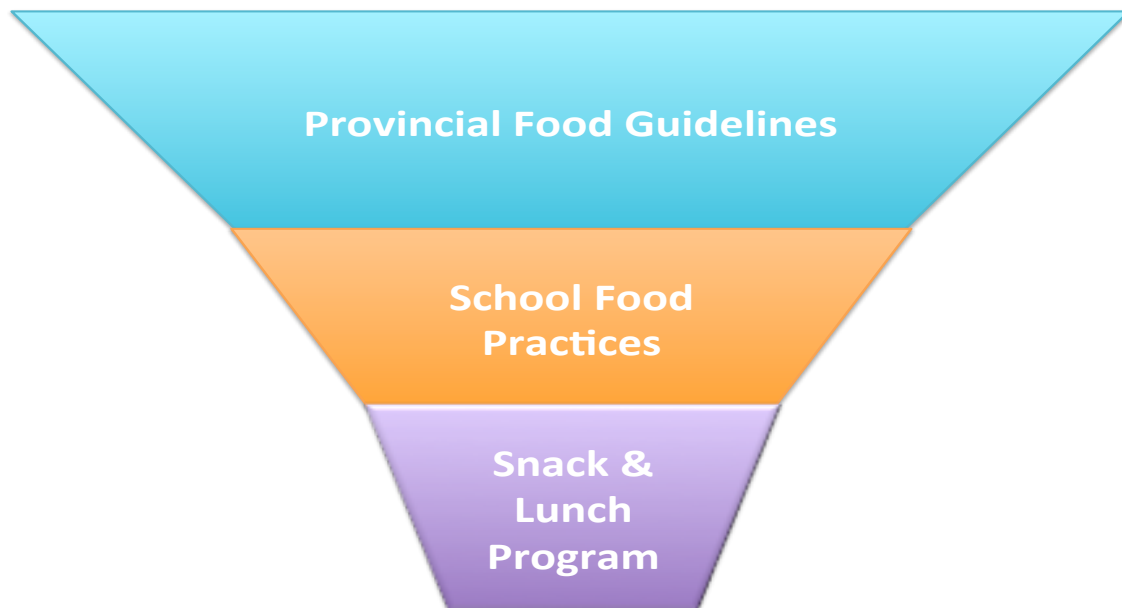 Provincial Food Guidelines
School Food
Practices
Snack &
Lunch
Program